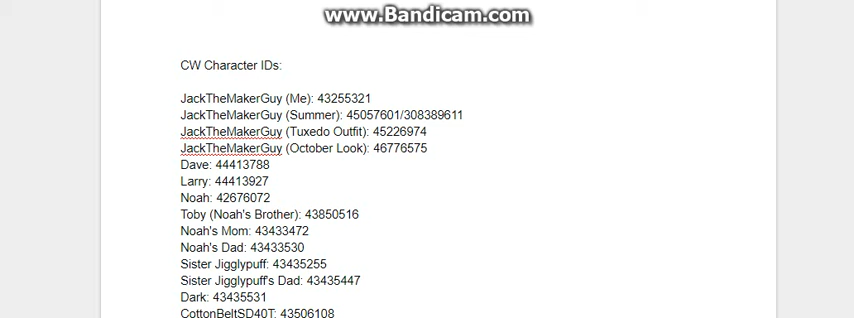 www.Bandicam.com
CW Character IDs:
JackTheMakerGuy (Me): 43255321
JackTheMakerGuy (Summer): 45057601/308389611
JackTheMakerGuy (Tuxedo Outfit): 45226974
JackTheMakerGuy (October Look): 46776575
Dave: 44413788
Larry: 44413927
Noah: 42676072
Toby (Noah's Brother): 43850516
Noah's Mom: 43433472
Noah's Dad: 43433530
Sister Jigglypuff: 43435255
Sister Jigglypuff's Dad: 43435447
Dark: 43435531
CottonBeltSD40T: 43506108